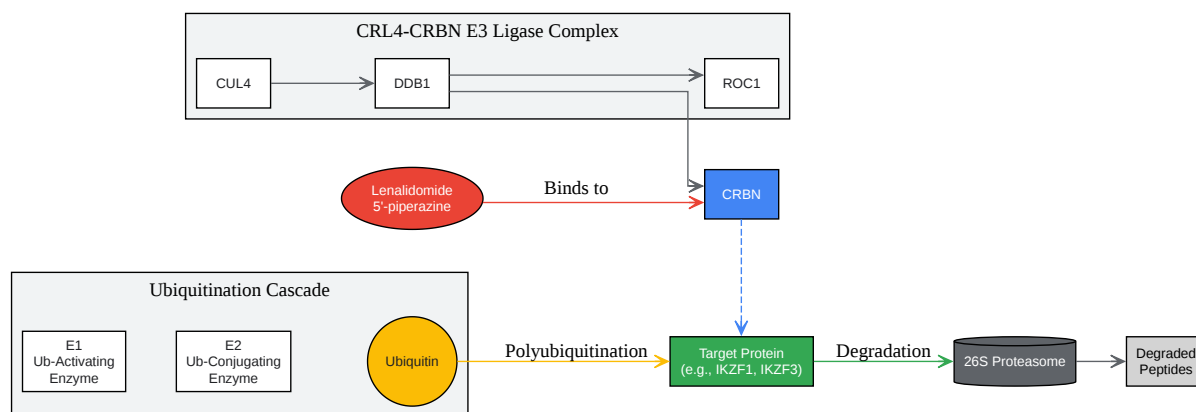 CRL4-CRBN E3 Ligase Complex
CUL4
DDB1
ROC1
Lenalidomide
5'-piperazine
Binds to
CRBN
Ubiquitination Cascade
E1
Ub-Activating
Enzyme
E2
Ub-Conjugating
Enzyme
Ubiquitin
Polyubiquitination
Target Protein
(e.g., IKZF1, IKZF3)
Degradation
26S Proteasome
Degraded
Peptides